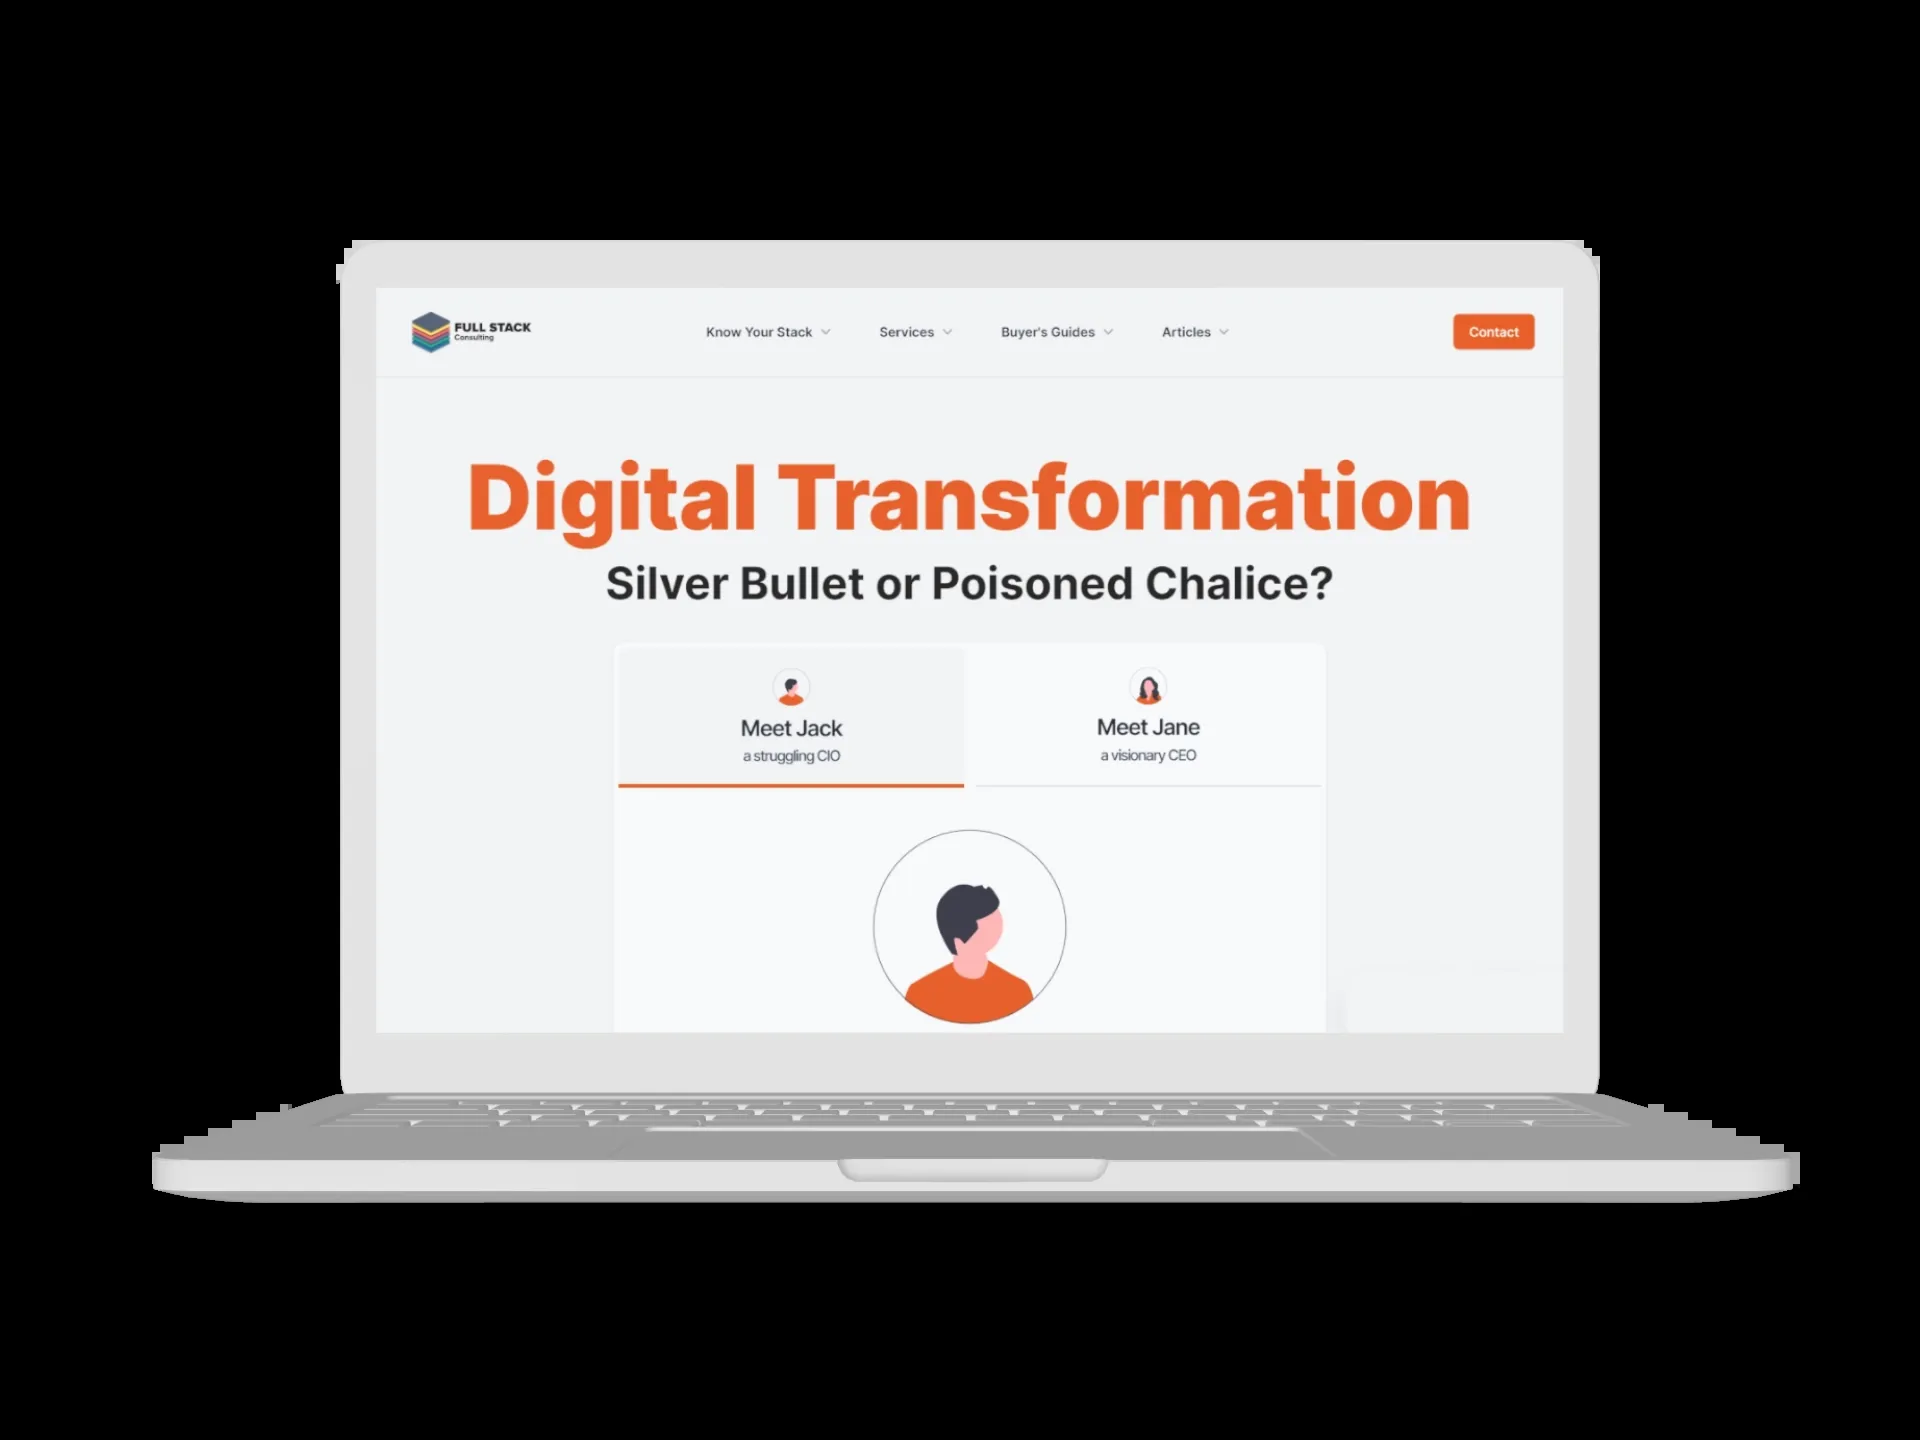 FULL STACK
Consulting
Know Your Stack
Services
Buyer's Guides
Articles
Contact
Digital Transformation
Silver Bullet or Poisoned Chalice?
Meet Jack
a struggling CIO
Meet Jane
a visionary CEO